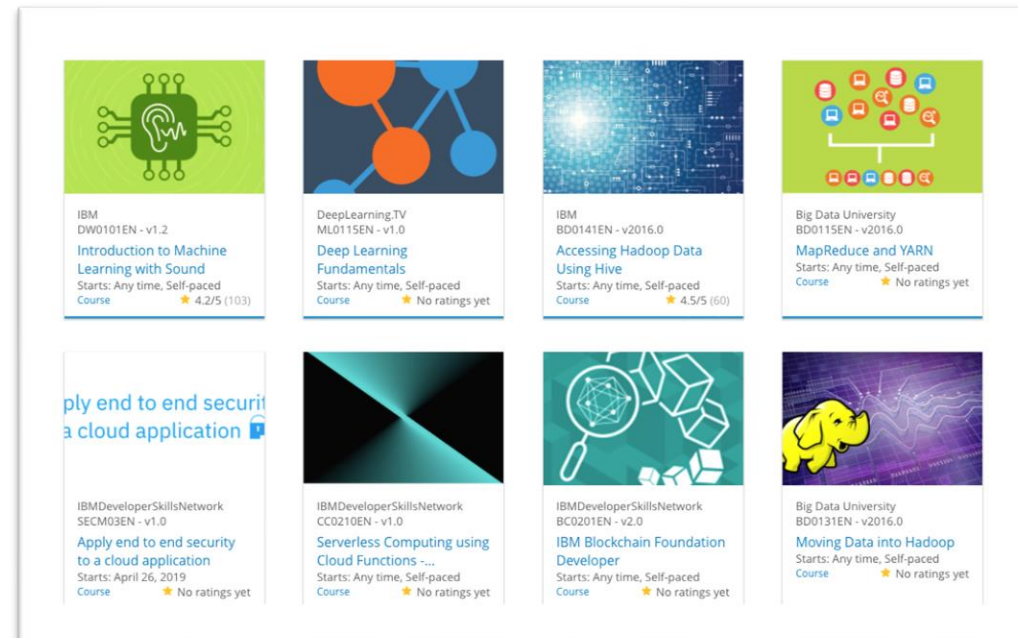 IBM
DW0101EN - v1.2
Introduction to Machine
Learning with Sound
Starts: Any time, Self-paced
Course 4.2/5 (103)
DeepLearning.TV
ML0115EN - v1.0
Deep Learning
Fundamentals
Starts: Any time, Self-paced
Course No ratings yet
IBM
BD0141EN - v2016.0
Accessing Hadoop Data
Using Hive
Starts: Any time, Self-paced
Course 4.5/5 (60)
Big Data University
BD0115EN - v2016.0
MapReduce and YARN
Starts: Any time, Self-paced
Course No ratings yet
ply end to end securit
a cloud application
IBMDeveloperSkillsNetwork
SECM03EN - v1.0
Apply end to end security
to a cloud application
Starts: April 26, 2019
Course No ratings yet
IBMDeveloperSkillsNetwork
CC0210EN - v1.0
Serverless Computing using
Cloud Functions -...
Starts: Any time, Self-paced
Course No ratings yet
IBMDeveloperSkillsNetwork
BC0201EN - v2.0
IBM Blockchain Foundation
Developer
Starts: Any time, Self-paced
Course No ratings yet
Big Data University
BD0131EN - v2016.0
Moving Data into Hadoop
Starts: Any time, Self-paced
Course No ratings yet